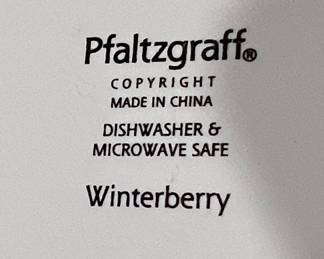 Pfaltzgraff®
COPYRIGHT
MADE IN CHINA
DISHWASHER &
MICROWAVE SAFE
Winterberry